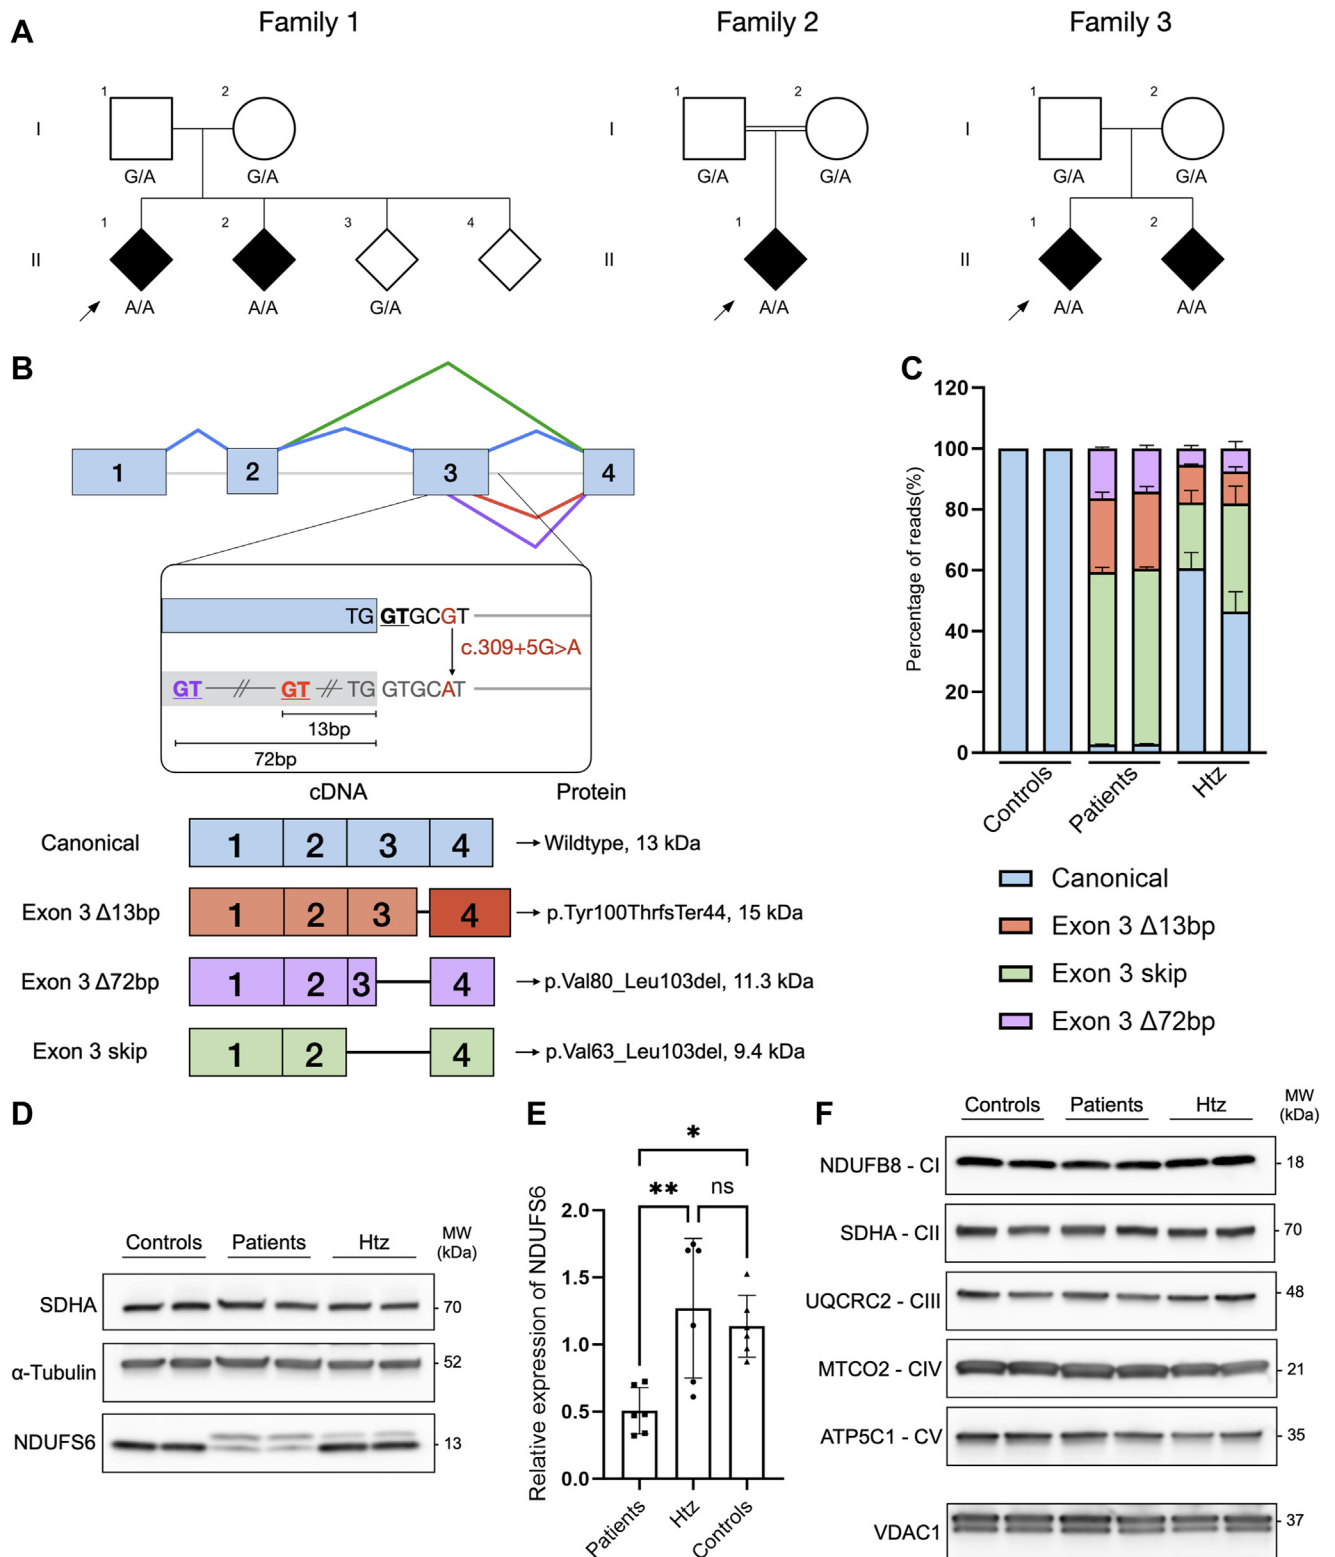 A
Family 1
Family 2
Family 3
I
1
2
G/A
G/A
II
1
2
3
4
A/A
A/A
G/A
I
1
2
G/A
G/A
II
1
A/A
I
1
2
G/A
G/A
II
1
2
A/A
A/A
B
1
2
3
4
TG GTGCGT
c.309+5G>A
GT // GT // TG GTGCAT
13bp
72bp
cDNA
Protein
Canonical
1 2 3 4
Wildtype, 13 kDa
Exon 3 Δ13bp
1 2 3 4
p.Tyr100ThrfsTer44, 15 kDa
Exon 3 Δ72bp
1 2 3 4
p.Val80_Leu103del, 11.3 kDa
Exon 3 skip
1 2 4
p.Val63_Leu103del, 9.4 kDa
C
Percentage of reads(%)
120
100
80
60
40
20
0
Controls
Patients
Htz
Canonical
Exon 3 Δ13bp
Exon 3 skip
Exon 3 Δ72bp
D
Controls
Patients
Htz
MW
(kDa)
SDHA
70
α-Tubulin
52
NDUFS6
13
E
Relative expression of NDUFS6
*
**
ns
2.0
1.5
1.0
0.5
0.0
Patients
Htz
Controls
F
Controls
Patients
Htz
MW
(kDa)
NDUFB8 - CI
18
SDHA - CII
70
UQCRC2 - CIII
48
MTCO2 - CIV
21
ATP5C1 - CV
35
VDAC1
37